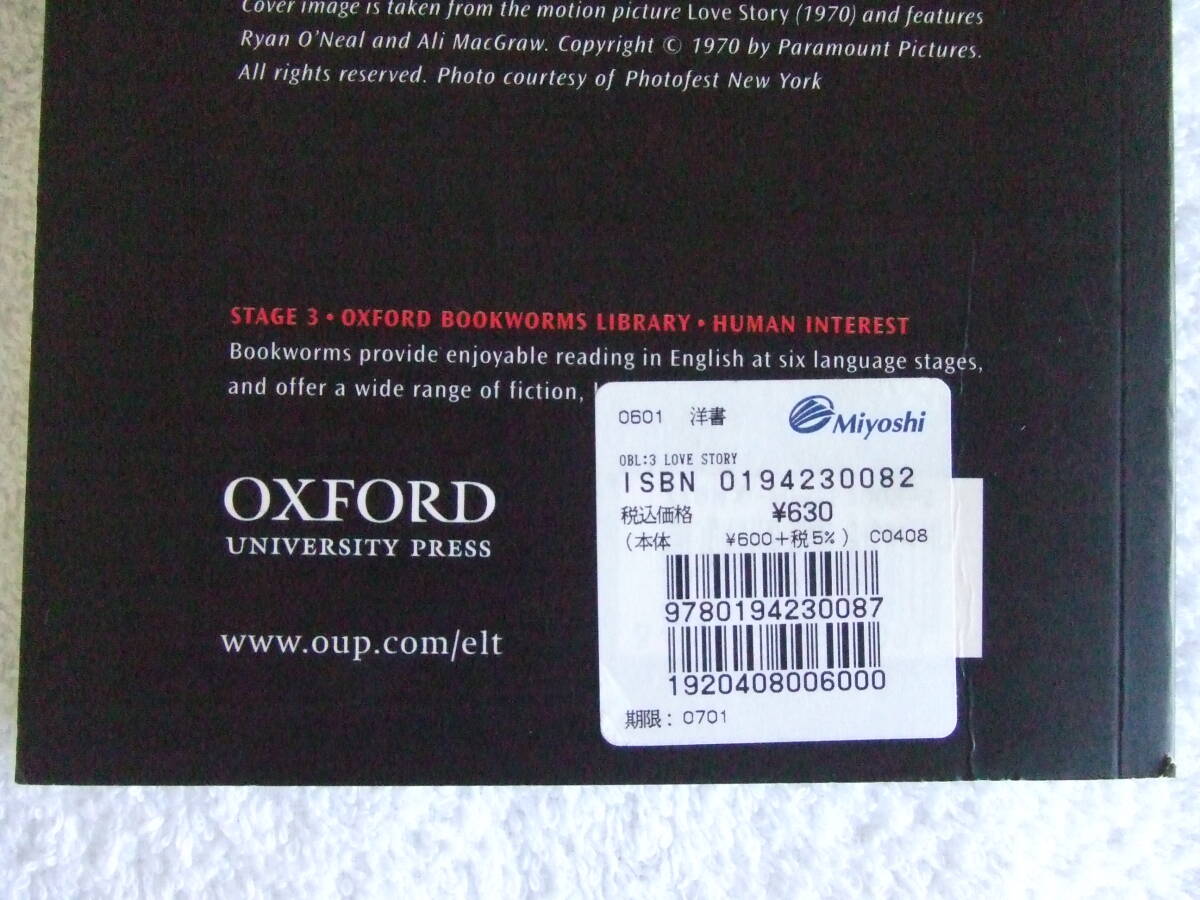 Cover image is taken from the motion picture Love Story (1970) and features
Ryan O'Neal and Ali MacGraw. Copyright © 1970 by Paramount Pictures.
All rights reserved. Photo courtesy of Photofest New York
STAGE 3 • OXFORD BOOKWORMS LIBRARY • HUMAN INTEREST
Bookworms provide enjoyable reading in English at six language stages,
and offer a wide range of fiction,
OXFORD
UNIVERSITY PRESS
www.oup.com/elt
0601 洋書 Miyoshi
OBL:3 LOVE STORY
ISBN 0194230082
税込価格 ¥630
(本体 ¥600+税5%) C0408
9780194230087
1920408006000
期限: 0701